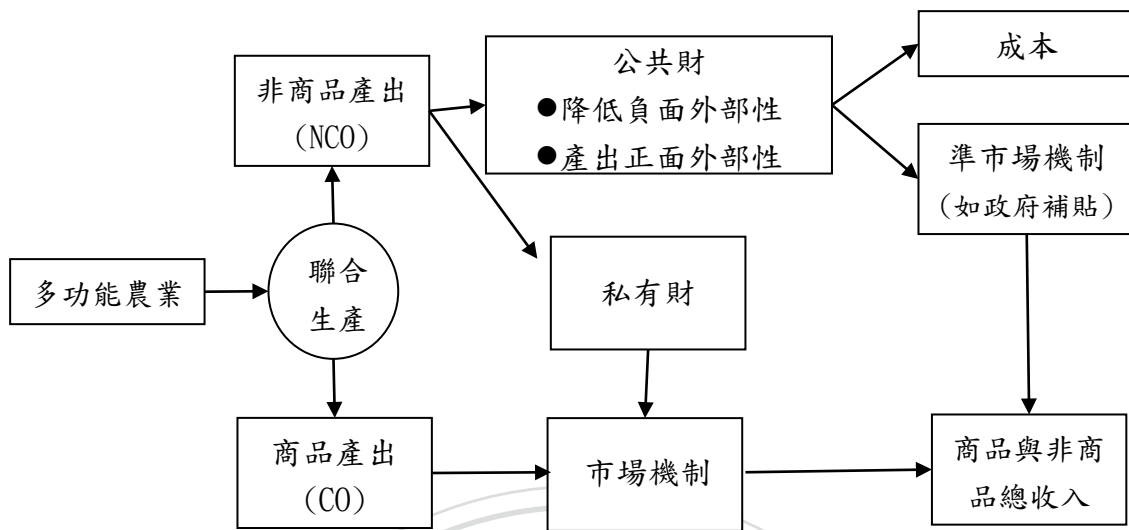 成本
公共財
●降低負面外部性
●產出正面外部性
非商品產出
(NCO)
準市場機制
(如政府補貼)
聯合
生產
多功能農業
私有財
商品產出
(CO)
市場機制
商品與非商
品總收入